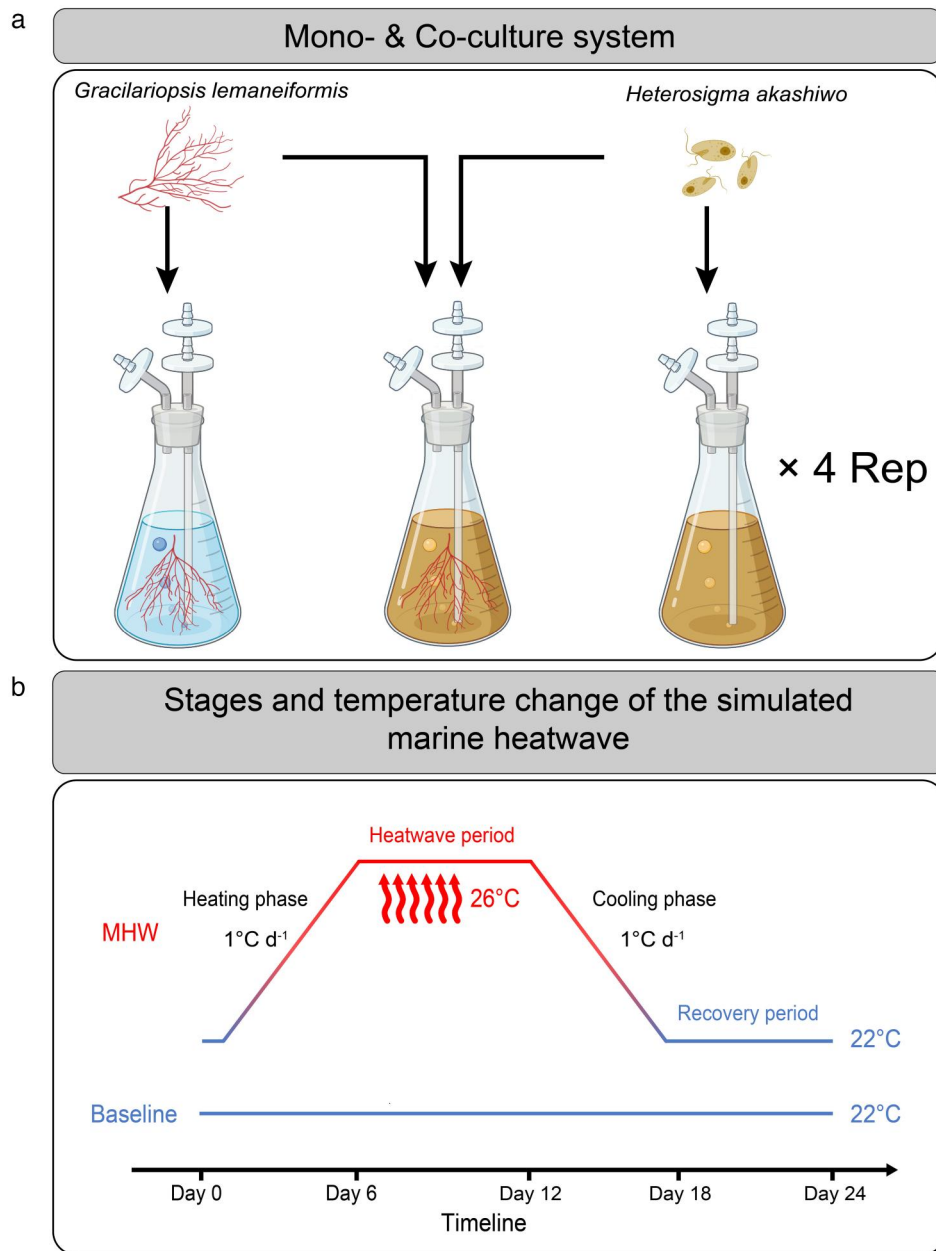 a
Mono- & Co-culture system
Gracilariopsis lemaneiformis
Heterosigma akashiwo
× 4 Rep
b
Stages and temperature change of the simulated
marine heatwave
Heatwave period
Heating phase
26°C
Cooling phase
MHW
1°C d⁻¹
1°C d⁻¹
Recovery period
22°C
Baseline
22°C
Day 0
Day 6
Day 12
Day 18
Day 24
Timeline